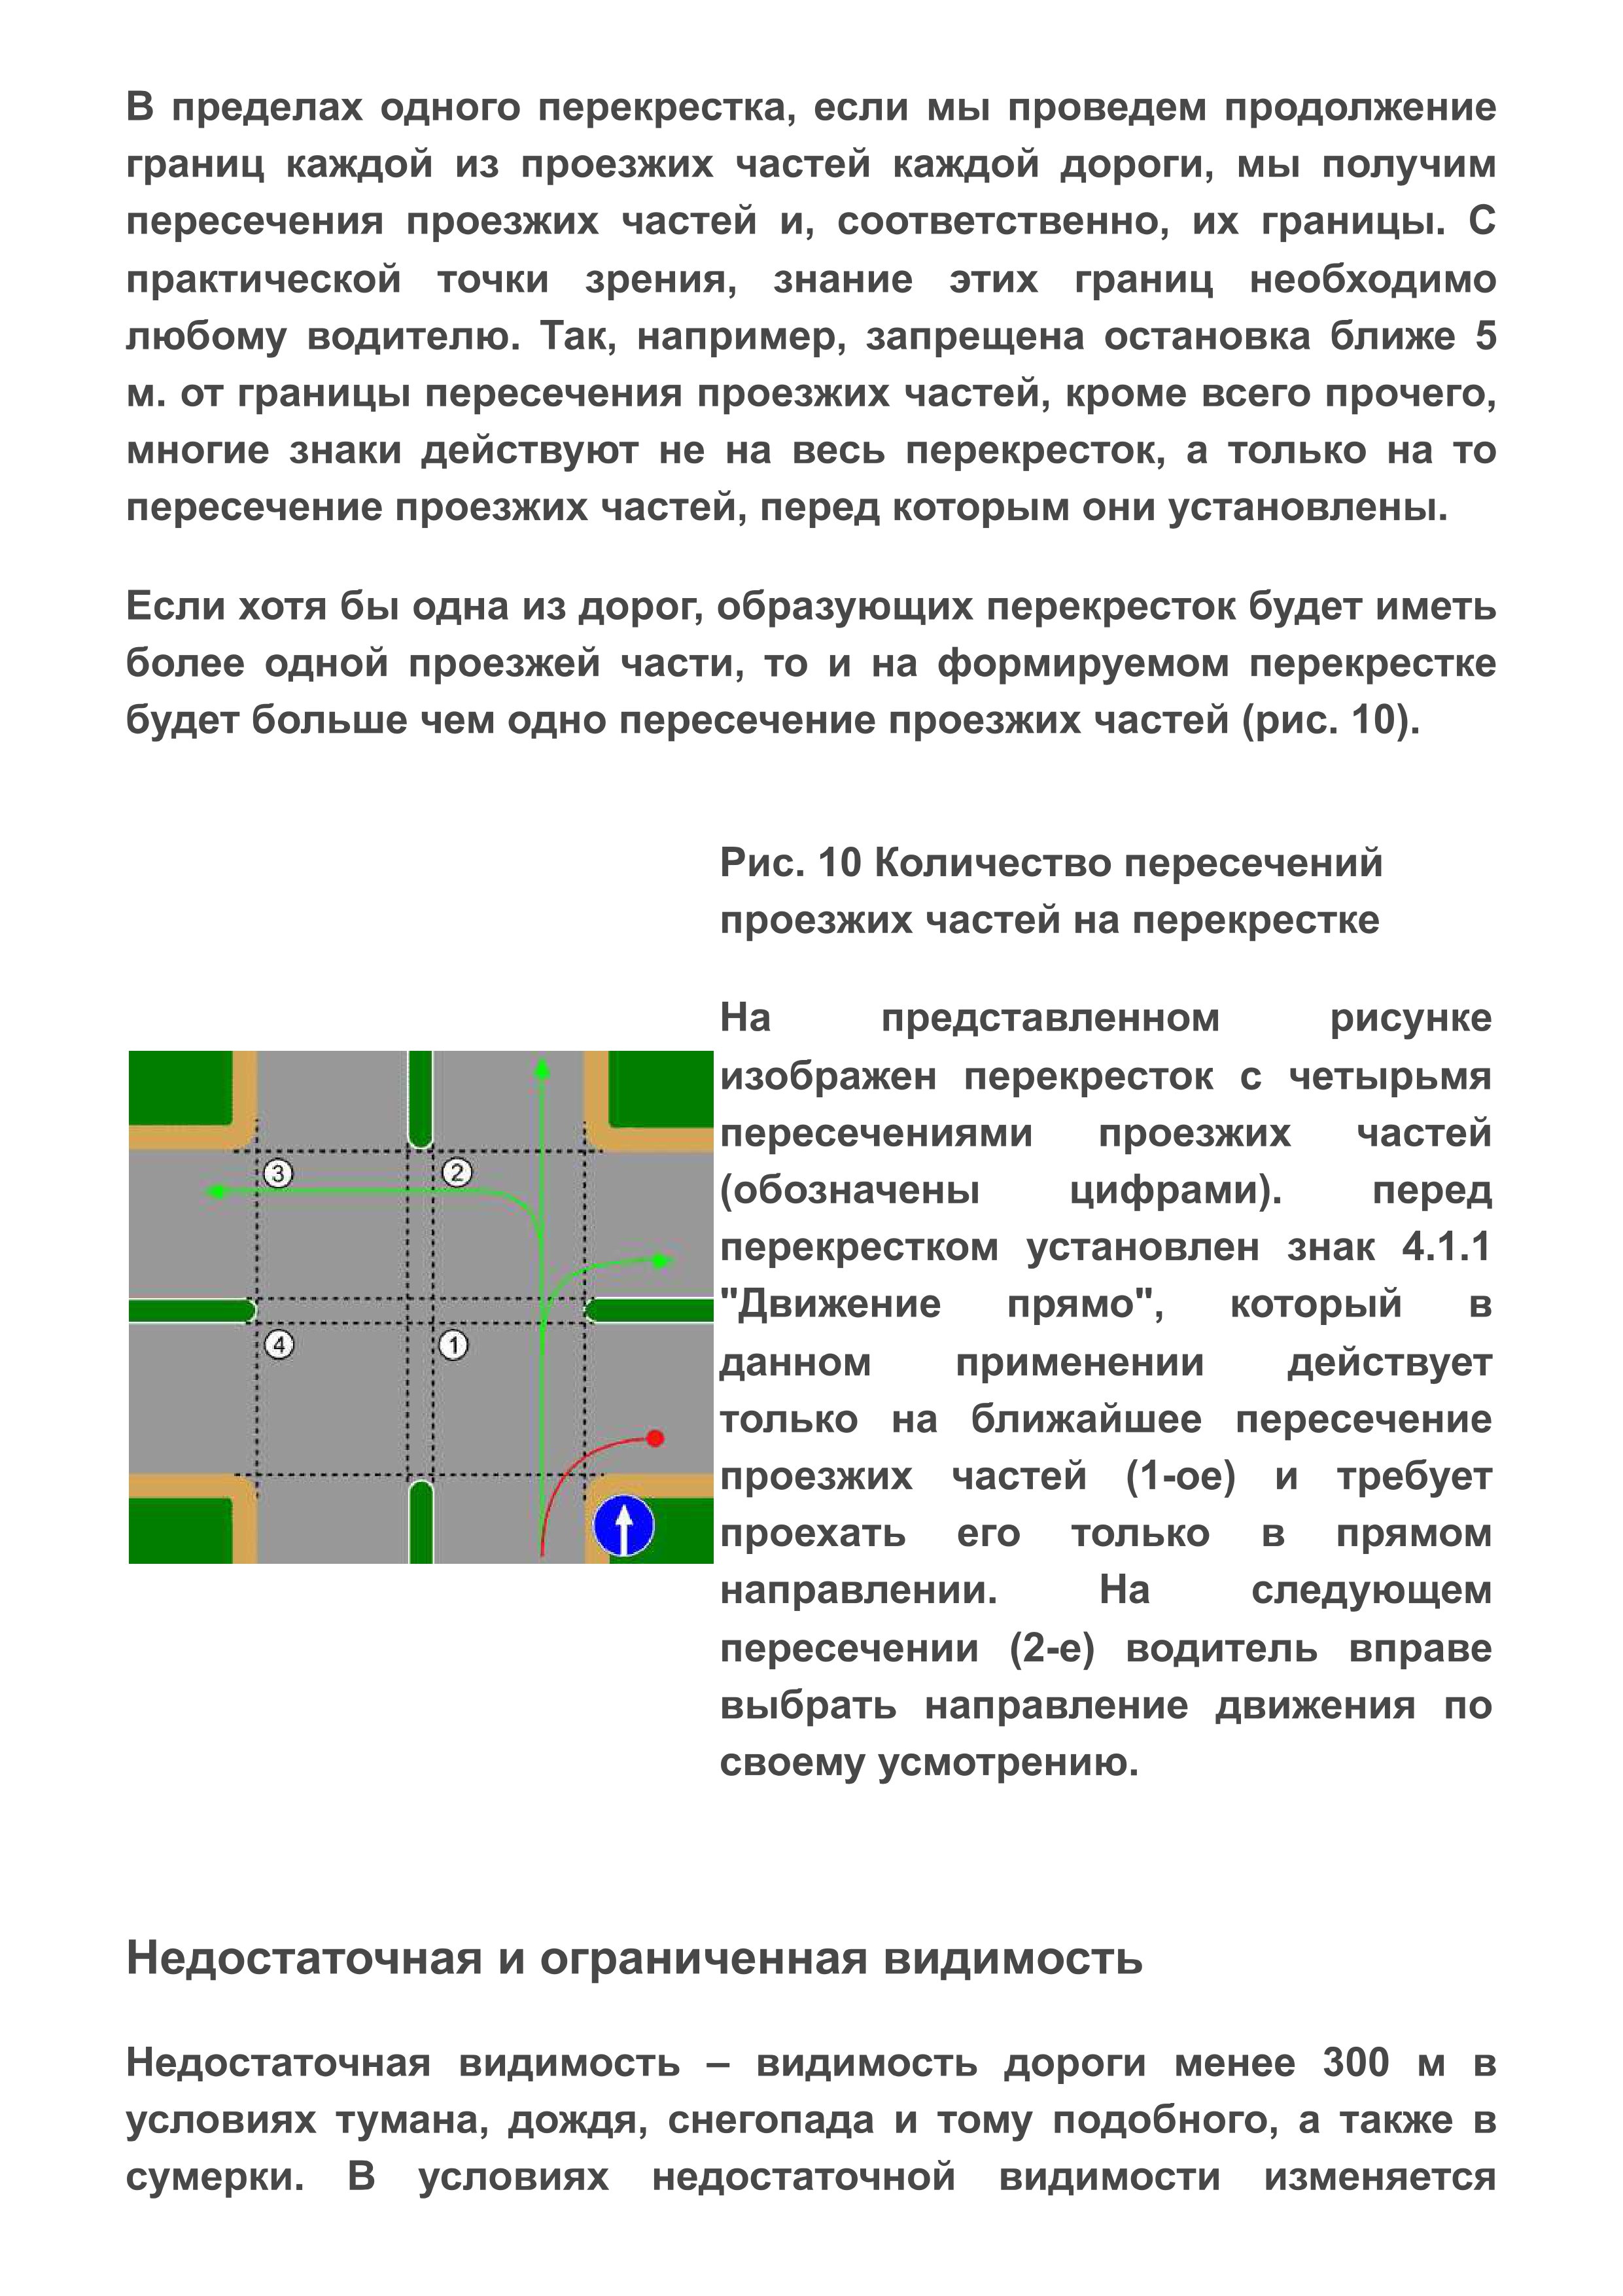 В пределах одного перекрестка, если мы проведем продолжение
границ каждой из проезжих частей каждой дороги, мы получим
пересечения проезжих частей и, соответственно, их границы. С
практической точки зрения, знание этих границ необходимо
любому водителю. Так, например, запрещена остановка ближе 5
м. от границы пересечения проезжих частей, кроме всего прочего,
многие знаки действуют не на весь перекресток, а только на то
пересечение проезжих частей, перед которым они установлены.
Если хотя бы одна из дорог, образующих перекресток будет иметь
более одной проезжей части, то и на формируемом перекрестке
будет больше чем одно пересечение проезжих частей (рис. 10).
3 2
4 1
Рис. 10 Количество пересечений
проезжих частей на перекрестке
На представленном рисунке
изображен перекресток с четырьмя
пересечениями проезжих частей
(обозначены цифрами). перед
перекрестком установлен знак 4.1.1
"Движение прямо", который в
данном применении действует
только на ближайшее пересечение
проезжих частей (1-ое) и требует
проехать его только в прямом
направлении. На следующем
пересечении (2-е) водитель вправе
выбрать направление движения по
своему усмотрению.
Недостаточная и ограниченная видимость
Недостаточная видимость – видимость дороги менее 300 м в
условиях тумана, дождя, снегопада и тому подобного, а также в
сумерки. В условиях недостаточной видимости изменяется